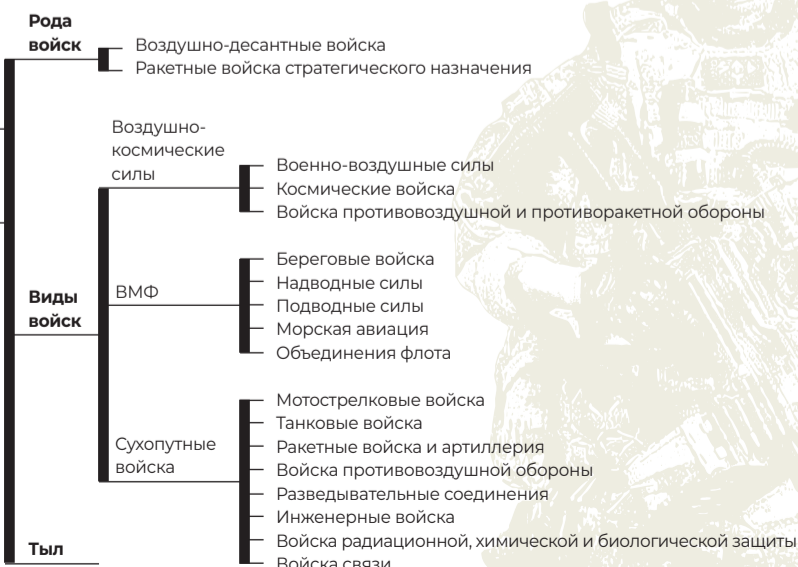 Рода
войск
Воздушно-десантные войска
Ракетные войска стратегического назначения
Воздушно-
космические
силы
Военно-воздушные силы
Космические войска
Войска противовоздушной и противоракетной обороны
Виды
войск
ВМФ
Береговые войска
Надводные силы
Подводные силы
Морская авиация
Объединения флота
Сухопутные
войска
Мотострелковые войска
Танковые войска
Ракетные войска и артиллерия
Войска противовоздушной обороны
Разведывательные соединения
Инженерные войска
Войска радиационной, химической и биологической защиты
Войска связи
Тыл